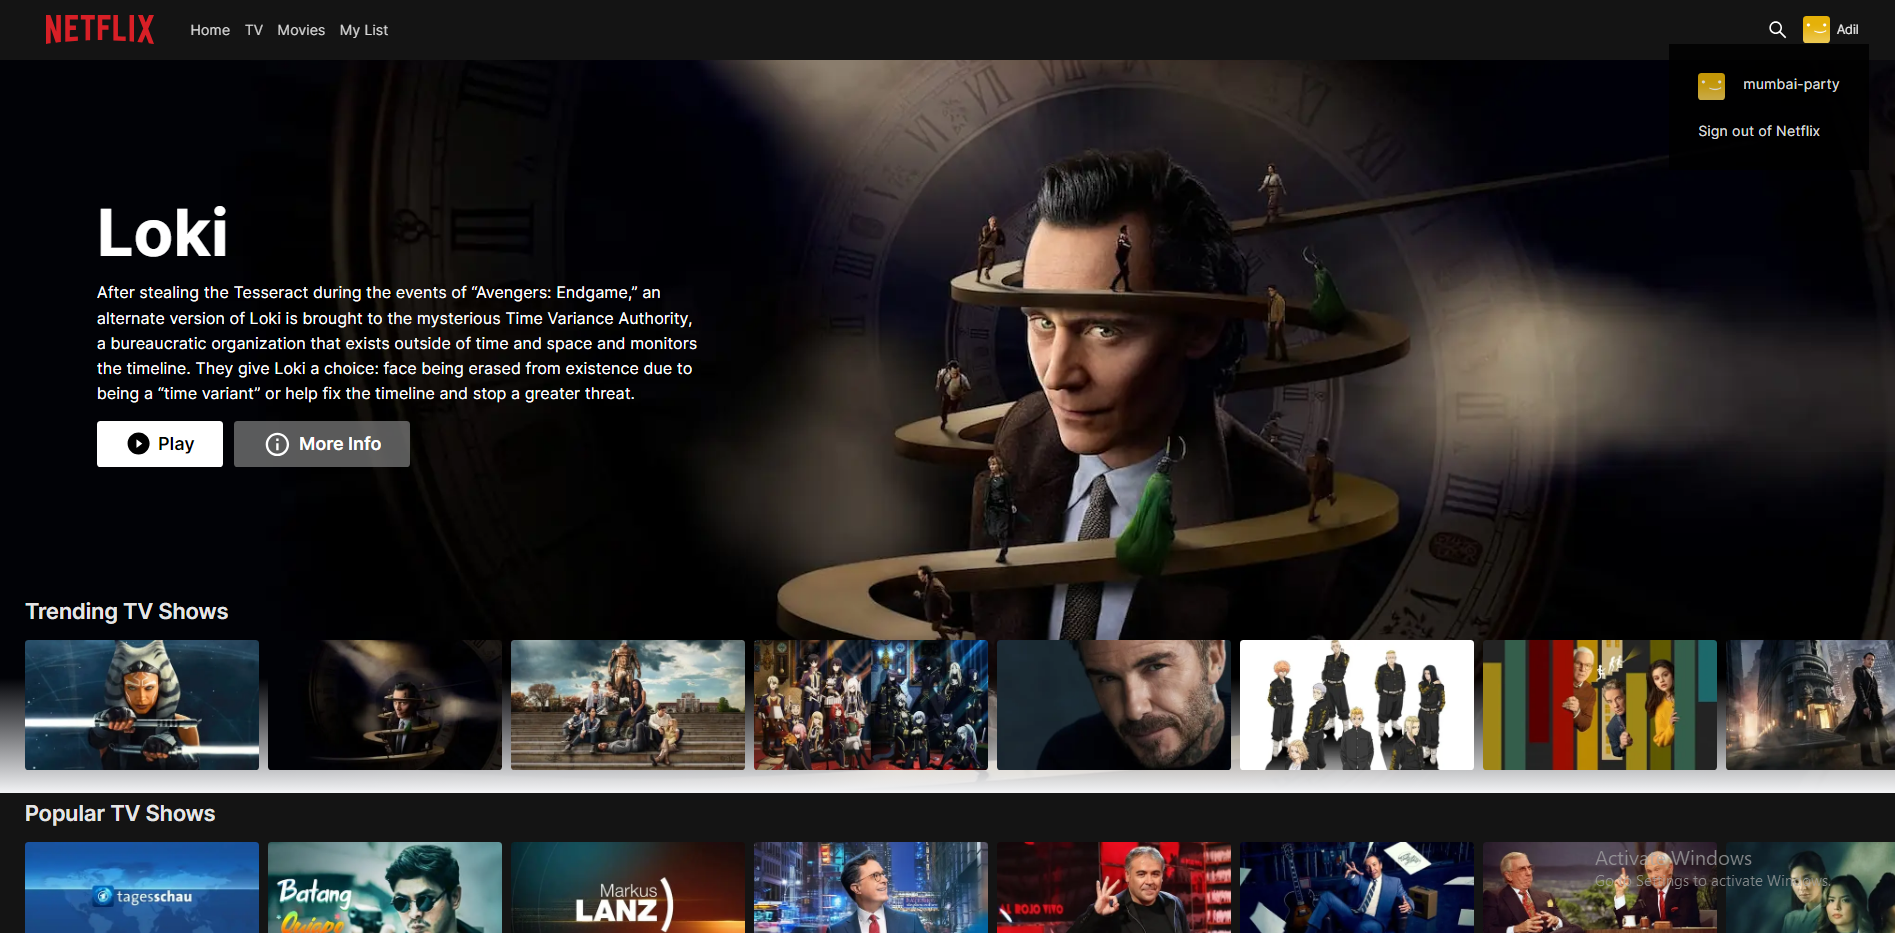 NETFLIX
Home TV Movies My List
Adil
mumbai-party
Sign out of Netflix
Loki
After stealing the Tesseract during the events of “Avengers: Endgame,” an
alternate version of Loki is brought to the mysterious Time Variance Authority,
a bureaucratic organization that exists outside of time and space and monitors
the timeline. They give Loki a choice: face being erased from existence due to
being a “time variant” or help fix the timeline and stop a greater threat.
Play
More Info
Trending TV Shows
Popular TV Shows
tagesschau
Batang
Quiapo
Markus
LANZ
AL ROJO VIVO
Activate Windows
Go to Settings to activate Windows.